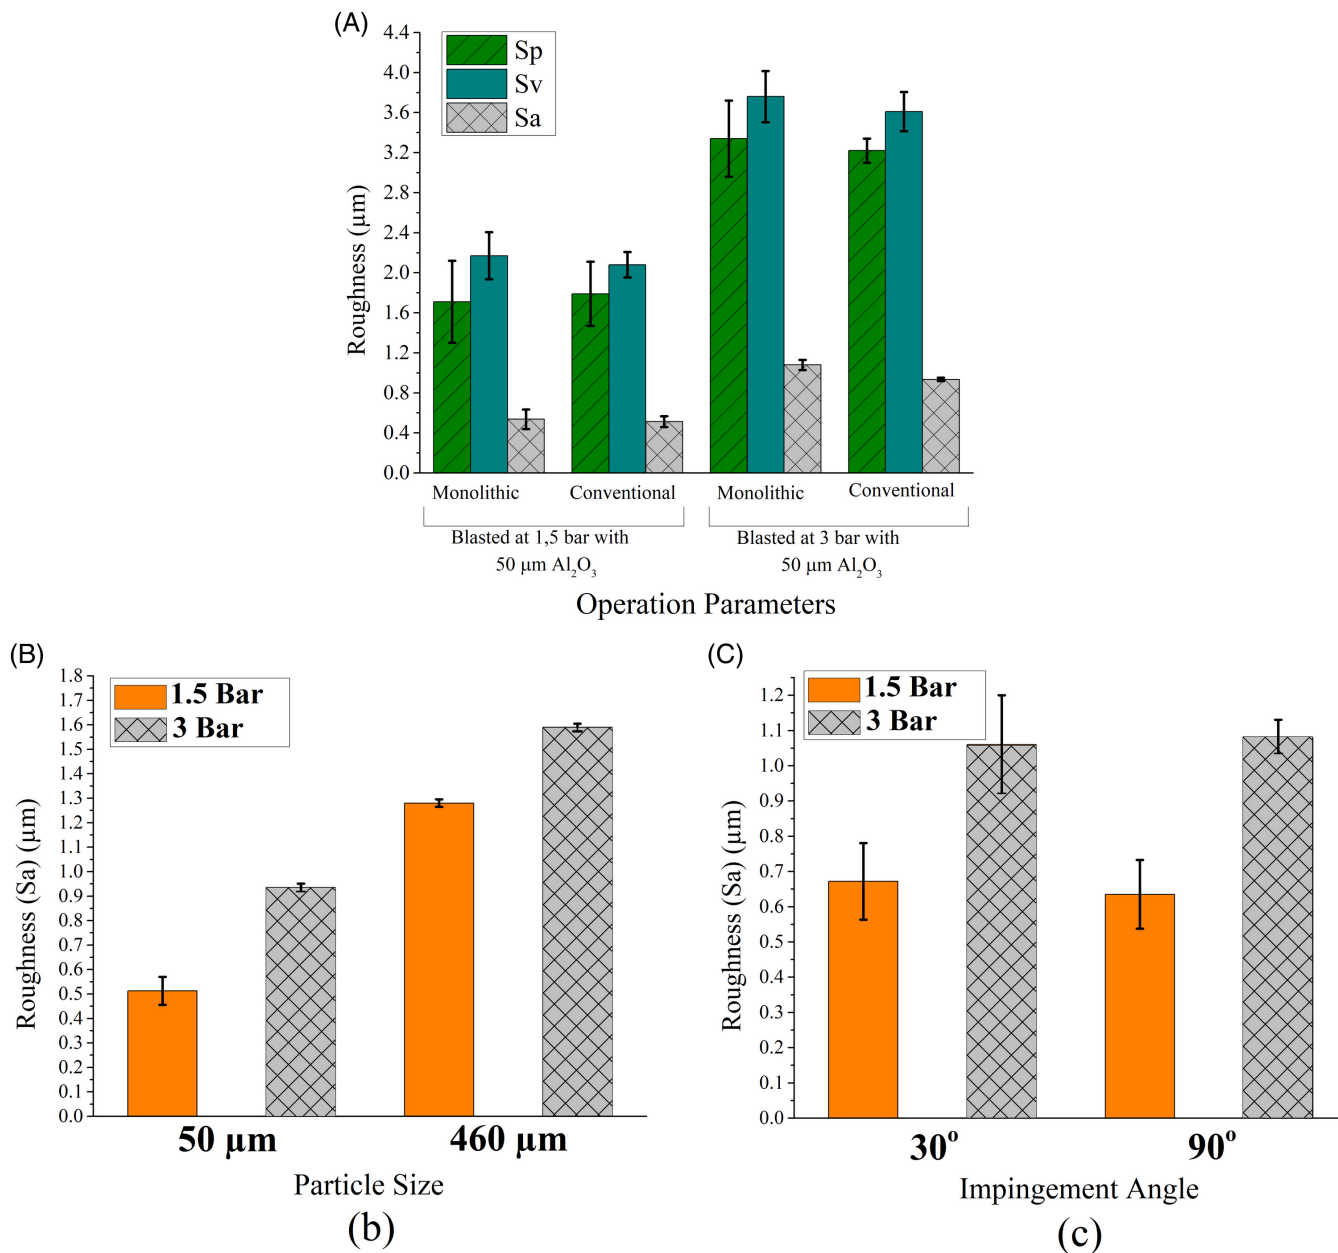 (A)
Sp
Sv
Sa
4.4
4.0
3.6
3.2
2.8
2.4
2.0
1.6
1.2
0.8
0.4
0.0
Roughness (μm)
Monolithic Conventional Monolithic Conventional
Blasted at 1,5 bar with
50 μm Al₂O₃
Blasted at 3 bar with
50 μm Al₂O₃
Operation Parameters
(B)
1.5 Bar
3 Bar
1.8
1.7
1.6
1.5
1.4
1.3
1.2
1.1
1.0
0.9
0.8
0.7
0.6
0.5
0.4
0.3
0.2
0.1
0.0
Roughness (Sa) (μm)
50 μm 460 μm
Particle Size
(b)
(C)
1.5 Bar
3 Bar
1.2
1.1
1.0
0.9
0.8
0.7
0.6
0.5
0.4
0.3
0.2
0.1
0.0
Roughness (Sa) (μm)
30° 90°
Impingement Angle
(c)